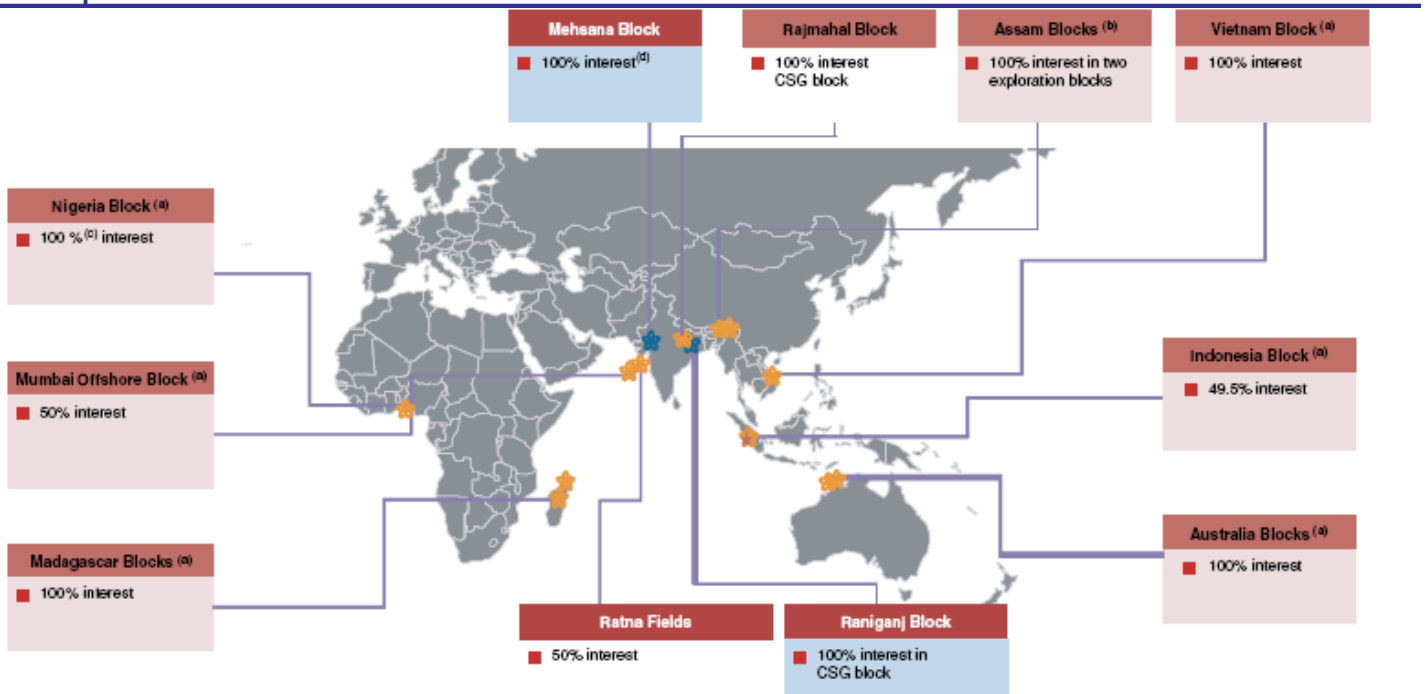 Mehsana Block
100% interest(d)
Rajmahal Block
100% interest
CSG block
Assam Blocks (b)
100% interest in two
exploration blocks
Vietnam Block (a)
100% interest
Nigeria Block (a)
100 %(c) interest
Mumbai Offshore Block (a)
50% interest
Indonesia Block (a)
49.5% interest
Madagascar Blocks (a)
100% interest
Australia Blocks (a)
100% interest
Ratna Fields
50% interest
Raniganj Block
100% interest in
CSG block